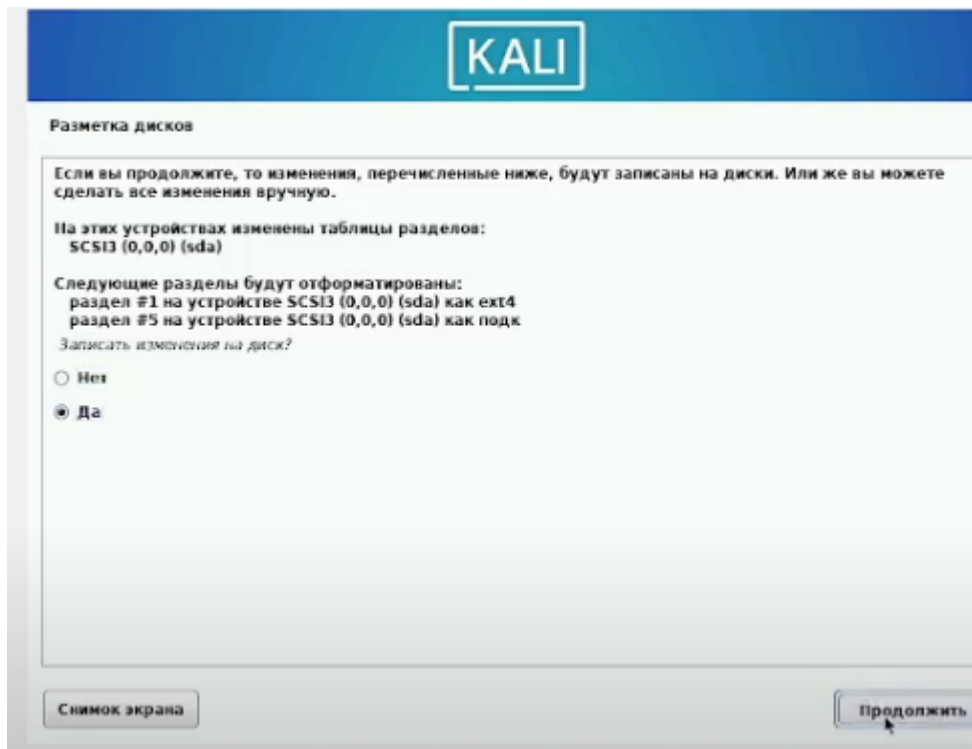 KALI
Разметка дисков
Если вы продолжите, то изменения, перечисленные ниже, будут записаны на диски. Или же вы можете
сделать все изменения вручную.
На этих устройствах изменены таблицы разделов:
SCSI3 (0,0,0) (sda)
Следующие разделы будут отформатированы:
раздел #1 на устройстве SCSI3 (0,0,0) (sda) как ext4
раздел #5 на устройстве SCSI3 (0,0,0) (sda) как подк
Записать изменения на диск?
Нет
Да
Снимок экрана
Продолжить